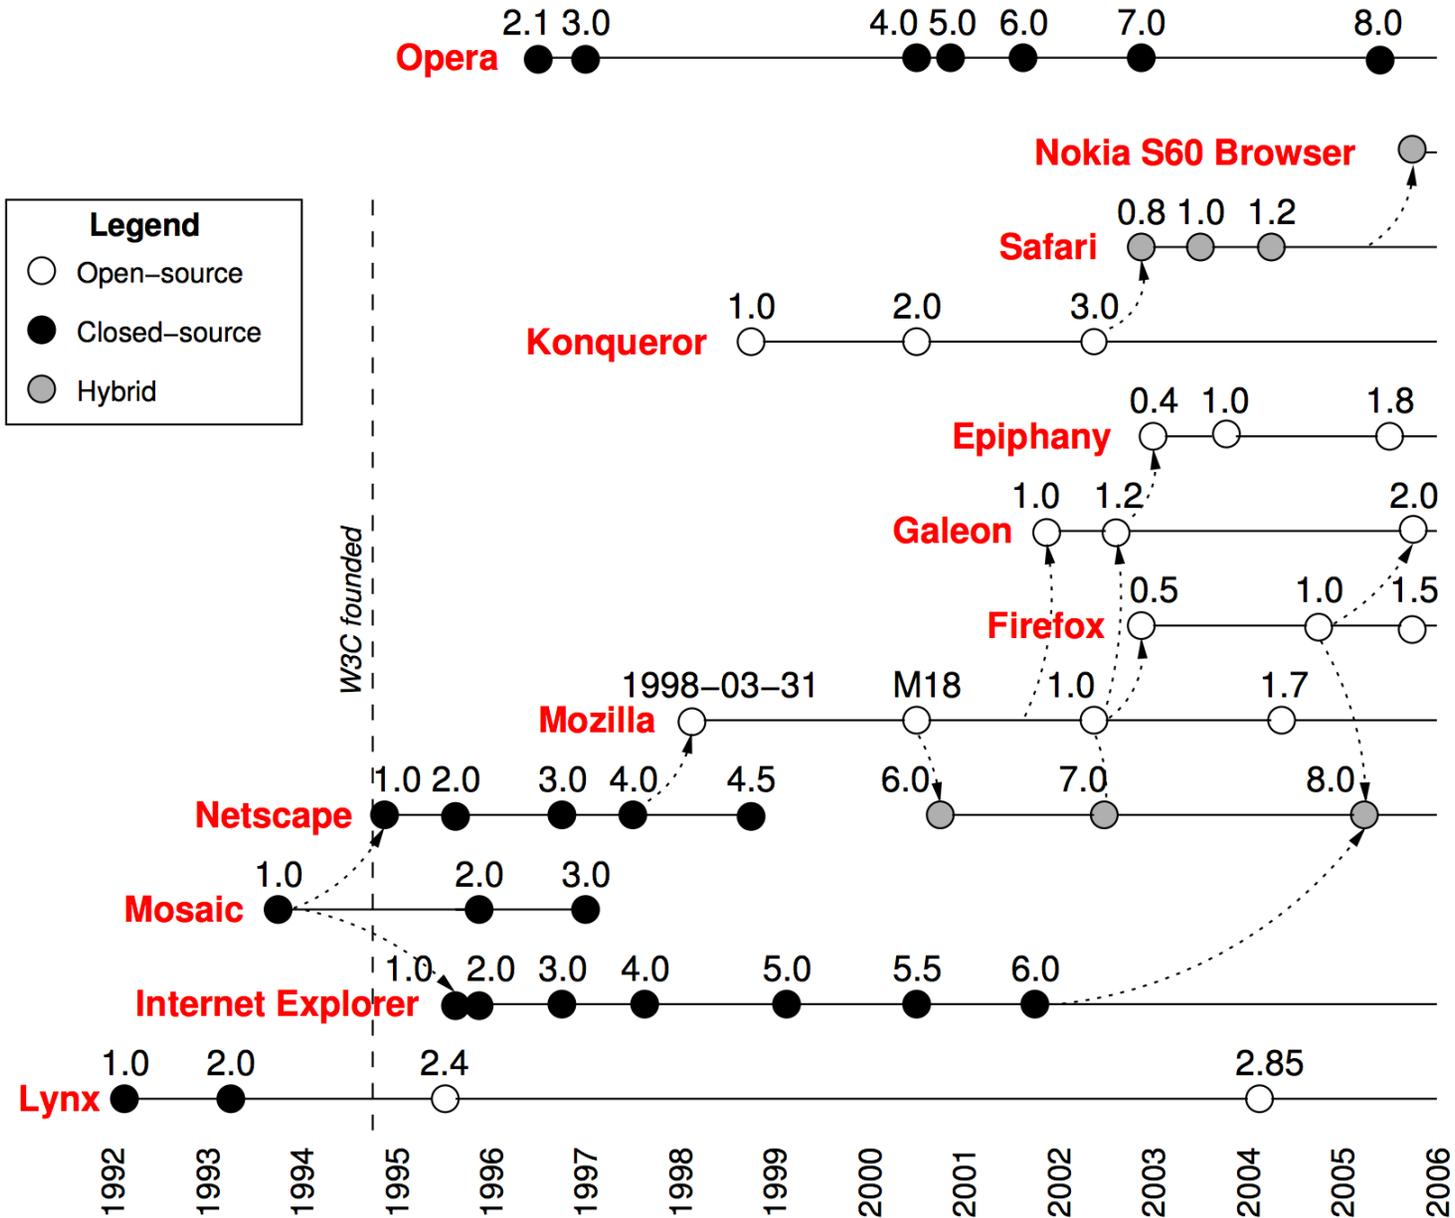 2.1 3.0 4.0 5.0 6.0 7.0 8.0
Opera
Nokia S60 Browser
Legend
Open-source
Closed-source
Hybrid
0.8 1.0 1.2
Safari
1.0 2.0 3.0
Konqueror
0.4 1.0 1.8
Epiphany
1.0 1.2 2.0
Galeon
W3C founded
0.5 1.0 1.5
Firefox
1998-03-31 M18 1.0 1.7
Mozilla
1.0 2.0 3.0 4.0 4.5 6.0 7.0 8.0
Netscape
1.0 2.0 3.0
Mosaic
1.0 2.0 3.0 4.0 5.0 5.5 6.0
Internet Explorer
1.0 2.0 2.4 2.85
Lynx
1992 1993 1994 1995 1996 1997 1998 1999 2000 2001 2002 2003 2004 2005 2006